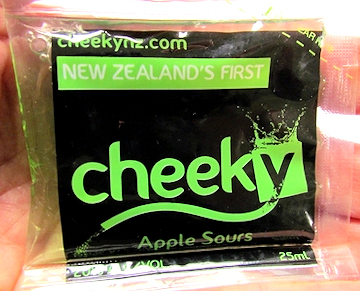 cheekynz.com
NEW ZEALAND'S FIRST
cheeky
Apple Sours
25ml